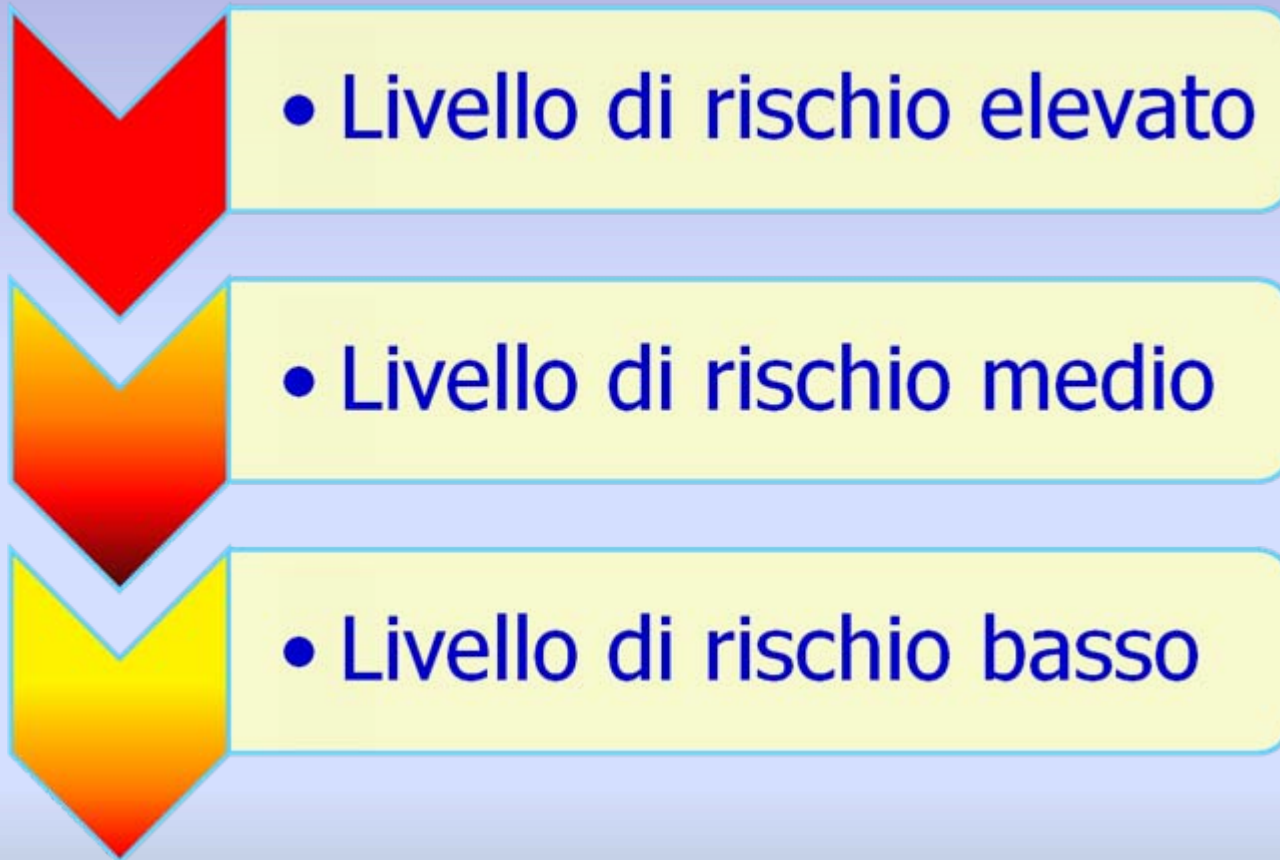 • Livello di rischio elevato
• Livello di rischio medio
• Livello di rischio basso